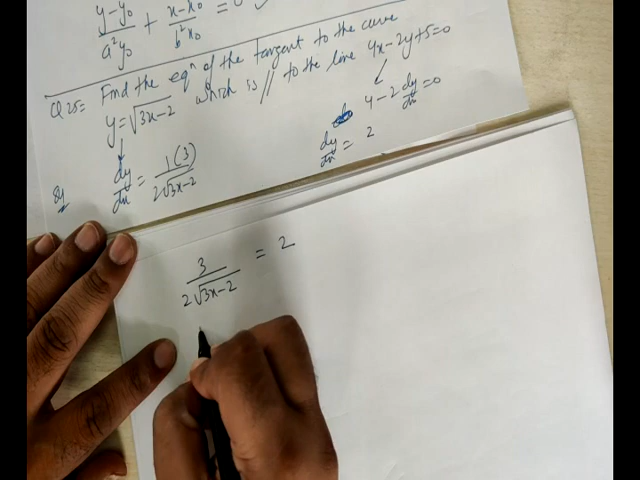 y-y₀/a²y₀ + x-x₀/b²x₀ = 0
Q 25= Find the eqⁿ of the tangent to the curve
y = √3x-2 which is // to the line 4x-2y+5=0
4 - 2 dy/dx = 0
dy/dx = 1(3)/2√3x-2
dy/dx = 2
3/2√3x-2 = 2